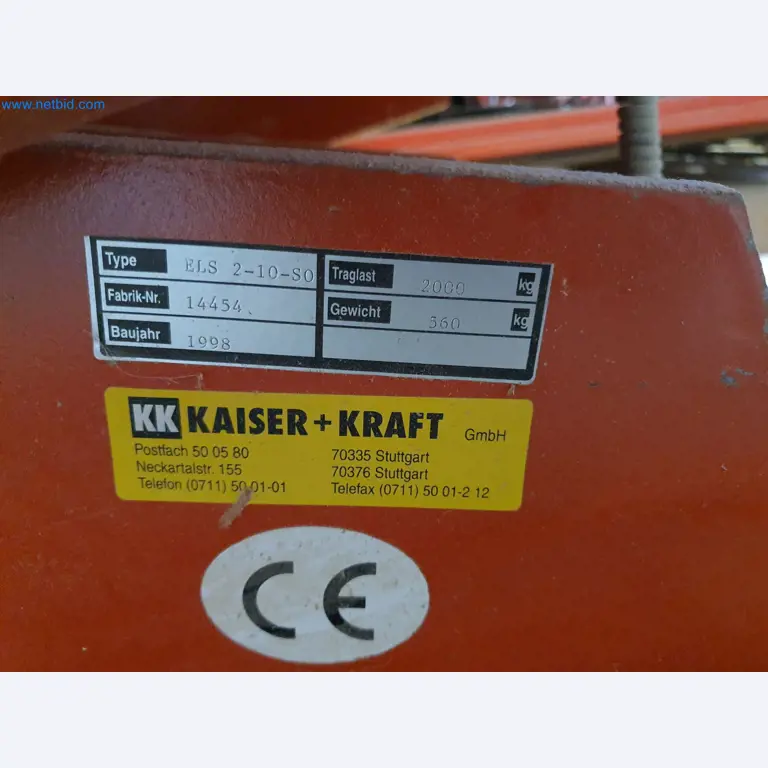 www.netbid.com
Type ELS 2-10-SO Traglast 2000 kg
Fabrik-Nr. 14454 Gewicht 560 kg
Baujahr 1998
KK KAISER+KRAFT GmbH
Postfach 50 05 80 70335 Stuttgart
Neckartalstr. 155 70376 Stuttgart
Telefon (0711) 50 01-01 Telefax (0711) 50 01-2 12
CE